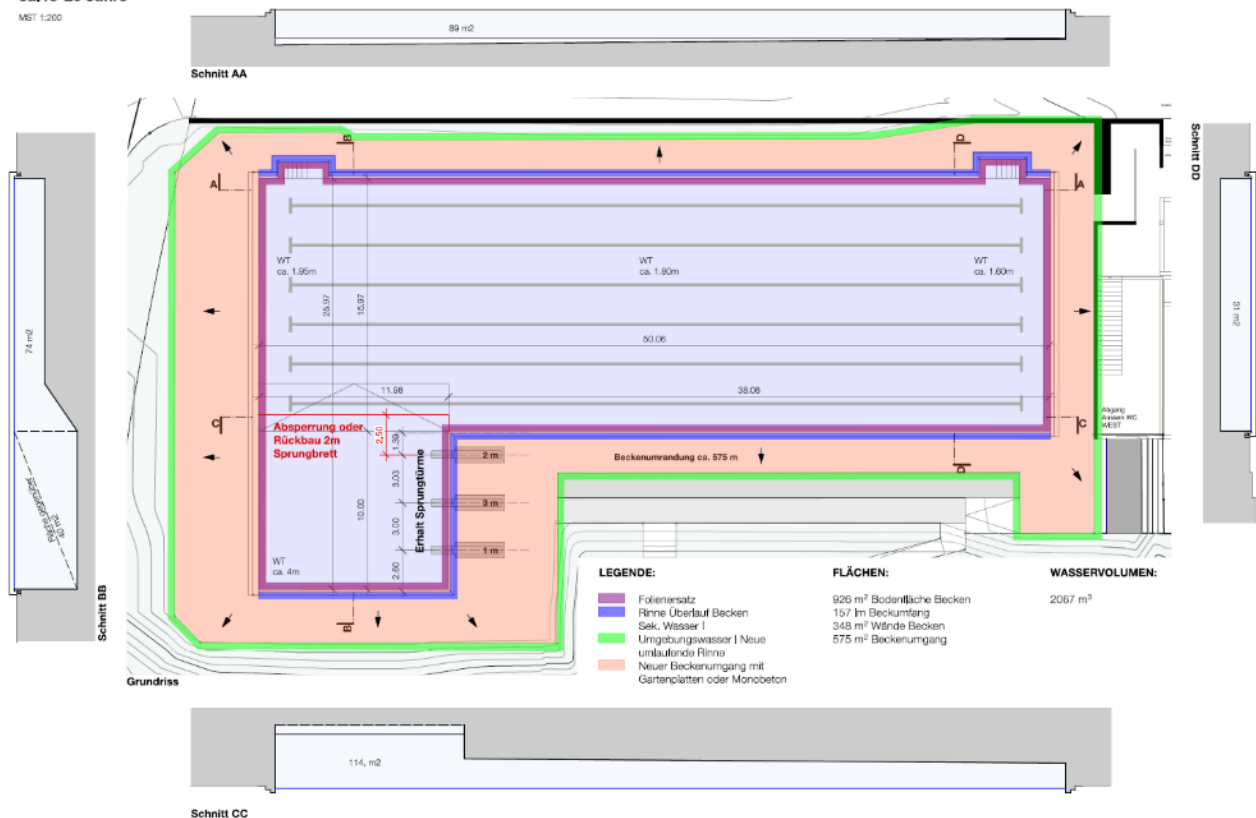 MST 1:200
89 m2
Schnitt AA
Schnitt BB
74 m2
40 m2
Schnitt DD
B
D
A
A
WT
ca. 1.95m
WT
ca. 1.80m
WT
ca. 1.60m
25.97
15.97
50.06
11.98
38.08
C
C
Absperrung oder
Rückbau 2m
Sprungbrett
2,50
1.39
3.03
3.00
2.60
10.00
Erhalt Sprungtürme
2 m
3 m
1 m
Beckenumrandung ca. 575 m
D
B
Abgang
Aussen WC
WEST
WT
ca. 4m
Grundriss
LEGENDE:
Folienersatz
Rinne Überlauf Becken
Sek. Wasser I
Umgebungswasser I Neue
umlaufende Rinne
Neuer Beckenumgang mit
Gartenplatten oder Monobeton
FLÄCHEN:
926 m² Bodenfläche Becken
157 lm Beckumfang
348 m² Wände Becken
575 m² Beckenumgang
WASSERVOLUMEN:
2067 m³
114, m2
Schnitt CC